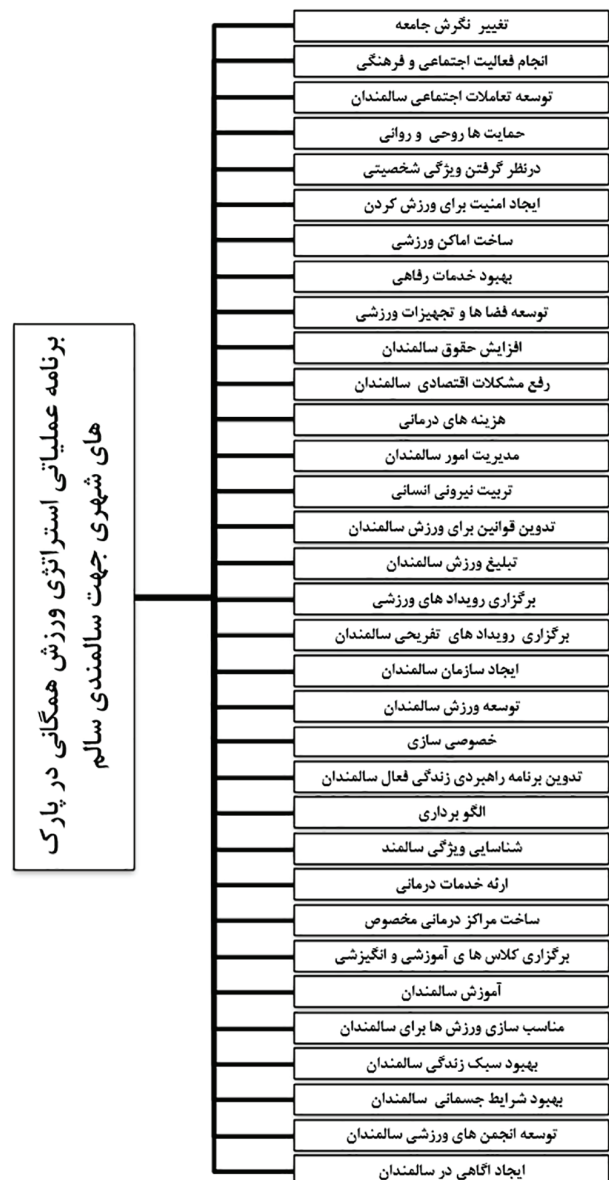 برنامه عملیاتی استراتژی ورزش همگانی در پارک
های شهری جهت سالمندی سالم
تغییر نگرش جامعه
انجام فعالیت اجتماعی و فرهنگی
توسعه تعاملات اجتماعی سالمندان
حمایت ها روحی و روانی
درنظر گرفتن ویژگی شخصیتی
ایجاد امنیت برای ورزش کردن
ساخت اماکن ورزشی
بهبود خدمات رفاهی
توسعه فضا ها و تجهیزات ورزشی
افزایش حقوق سالمندان
رفع مشکلات اقتصادی سالمندان
هزینه های درمانی
مدیریت امور سالمندان
تربیت نیرونی انسانی
تدوین قوانین برای ورزش سالمندان
تبلیغ ورزش سالمندان
برگزاری رویداد های ورزشی
برگزاری رویداد های تفریحی سالمندان
ایجاد سازمان سالمندان
توسعه ورزش سالمندان
خصوصی سازی
تدوین برنامه راهبردی زندگی فعال سالمندان
الگو برداری
شناسایی ویژگی سالمند
ارئه خدمات درمانی
ساخت مراکز درمانی مخصوص
برگزاری کلاس ها ی آموزشی و انگیزشی
آموزش سالمندان
مناسب سازی ورزش ها برای سالمندان
بهبود سبک زندگی سالمندان
بهبود شرایط جسمانی سالمندان
توسعه انجمن های ورزشی سالمندان
ایجاد اگاهی در سالمندان